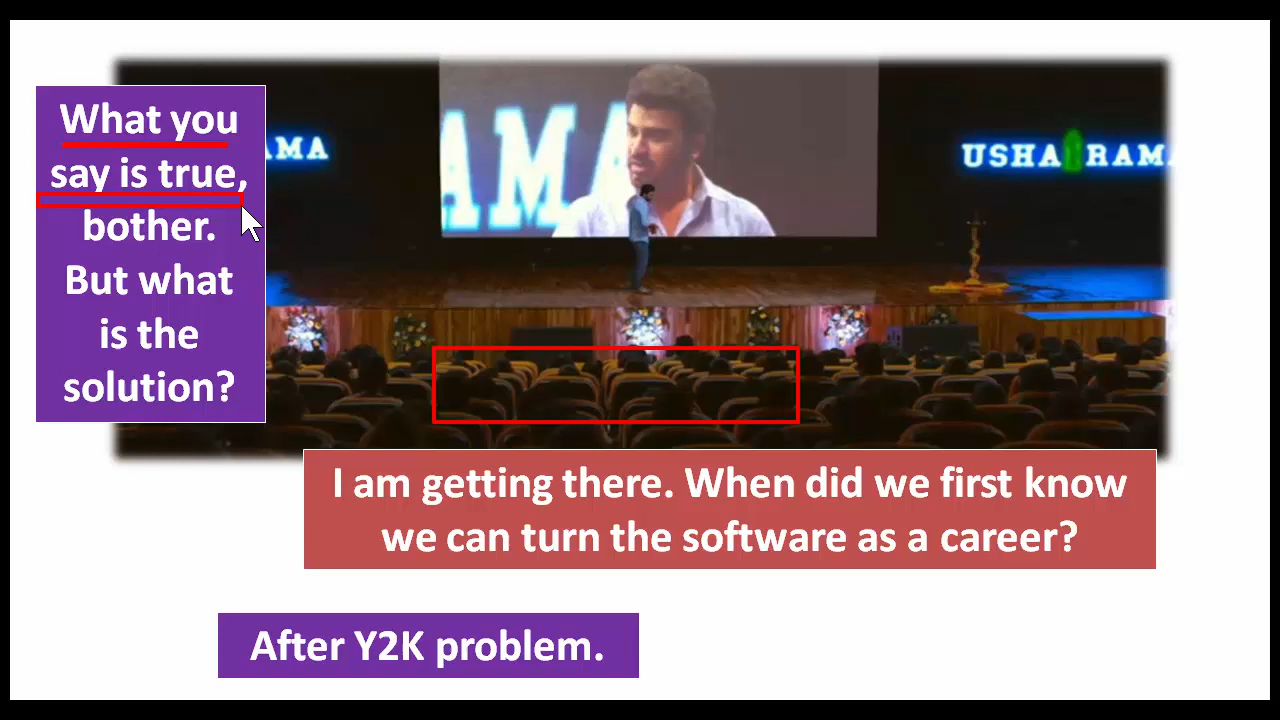 What you
say is true,
bother.
But what
is the
solution?
AMA
AMA
USHA RAMA
I am getting there. When did we first know
we can turn the software as a career?
After Y2K problem.